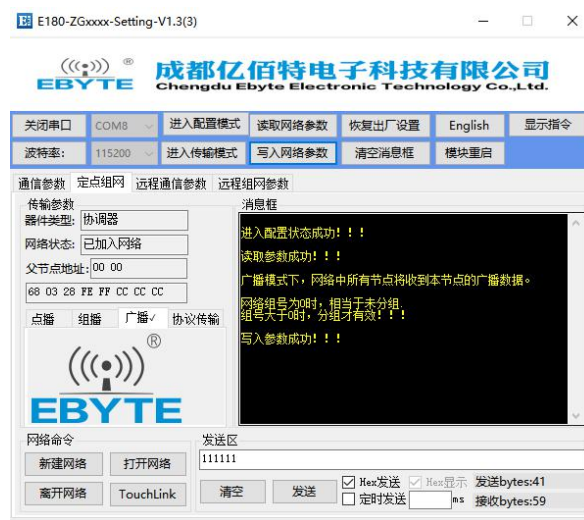 E180-ZGxxxx-Setting-V1.3(3)
EBYTE
成都亿佰特电子科技有限公司
Chengdu Ebyte Electronic Technology Co.,Ltd.
关闭串口 COM8 进入配置模式 读取网络参数 恢复出厂设置 English 显示指令
波特率: 115200 进入传输模式 写入网络参数 清空消息框 模块重启
通信参数 定点组网 远程通信参数 远程组网参数
传输参数 消息框
器件类型: 协调器
网络状态: 已加入网络
父节点地址: 00 00
68 03 28 FE FF CC CC CC
点播 组播 广播✓ 协议传输
EBYTE
进入配置状态成功!!!
读取参数成功!!!
广播模式下，网络中所有节点将收到本节点的广播数据。
网络组号为0时，相当于未分组.
组号大于0时，分组才有效!!!
写入参数成功!!!
网络命令 发送区
新建网络 打开网络 111111
离开网络 TouchLink 清空 发送 Hex发送 Hex显示 发送bytes:41
定时发送 ms 接收bytes:59